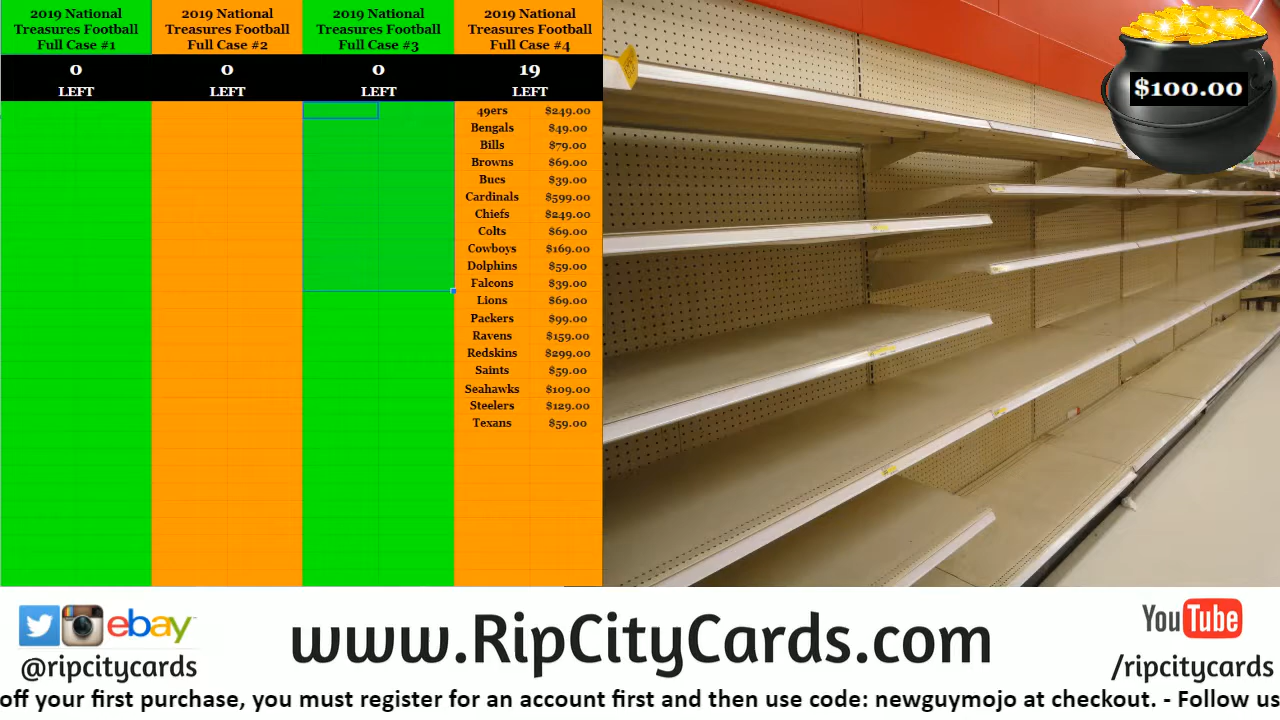 2019 National
Treasures Football
Full Case #1
2019 National
Treasures Football
Full Case #2
2019 National
Treasures Football
Full Case #3
2019 National
Treasures Football
Full Case #4
0
LEFT
0
LEFT
0
LEFT
19
LEFT
49ers $249.00
Bengals $49.00
Bills $79.00
Browns $69.00
Bucs $39.00
Cardinals $599.00
Chiefs $249.00
Colts $69.00
Cowboys $169.00
Dolphins $59.00
Falcons $39.00
Lions $69.00
Packers $99.00
Ravens $159.00
Redskins $299.00
Saints $59.00
Seahawks $109.00
Steelers $129.00
Texans $59.00
$100.00
ebay
@ripcitycards
www.RipCityCards.com
YouTube
/ripcitycards
off your first purchase, you must register for an account first and then use code: newguymojo at checkout. - Follow us